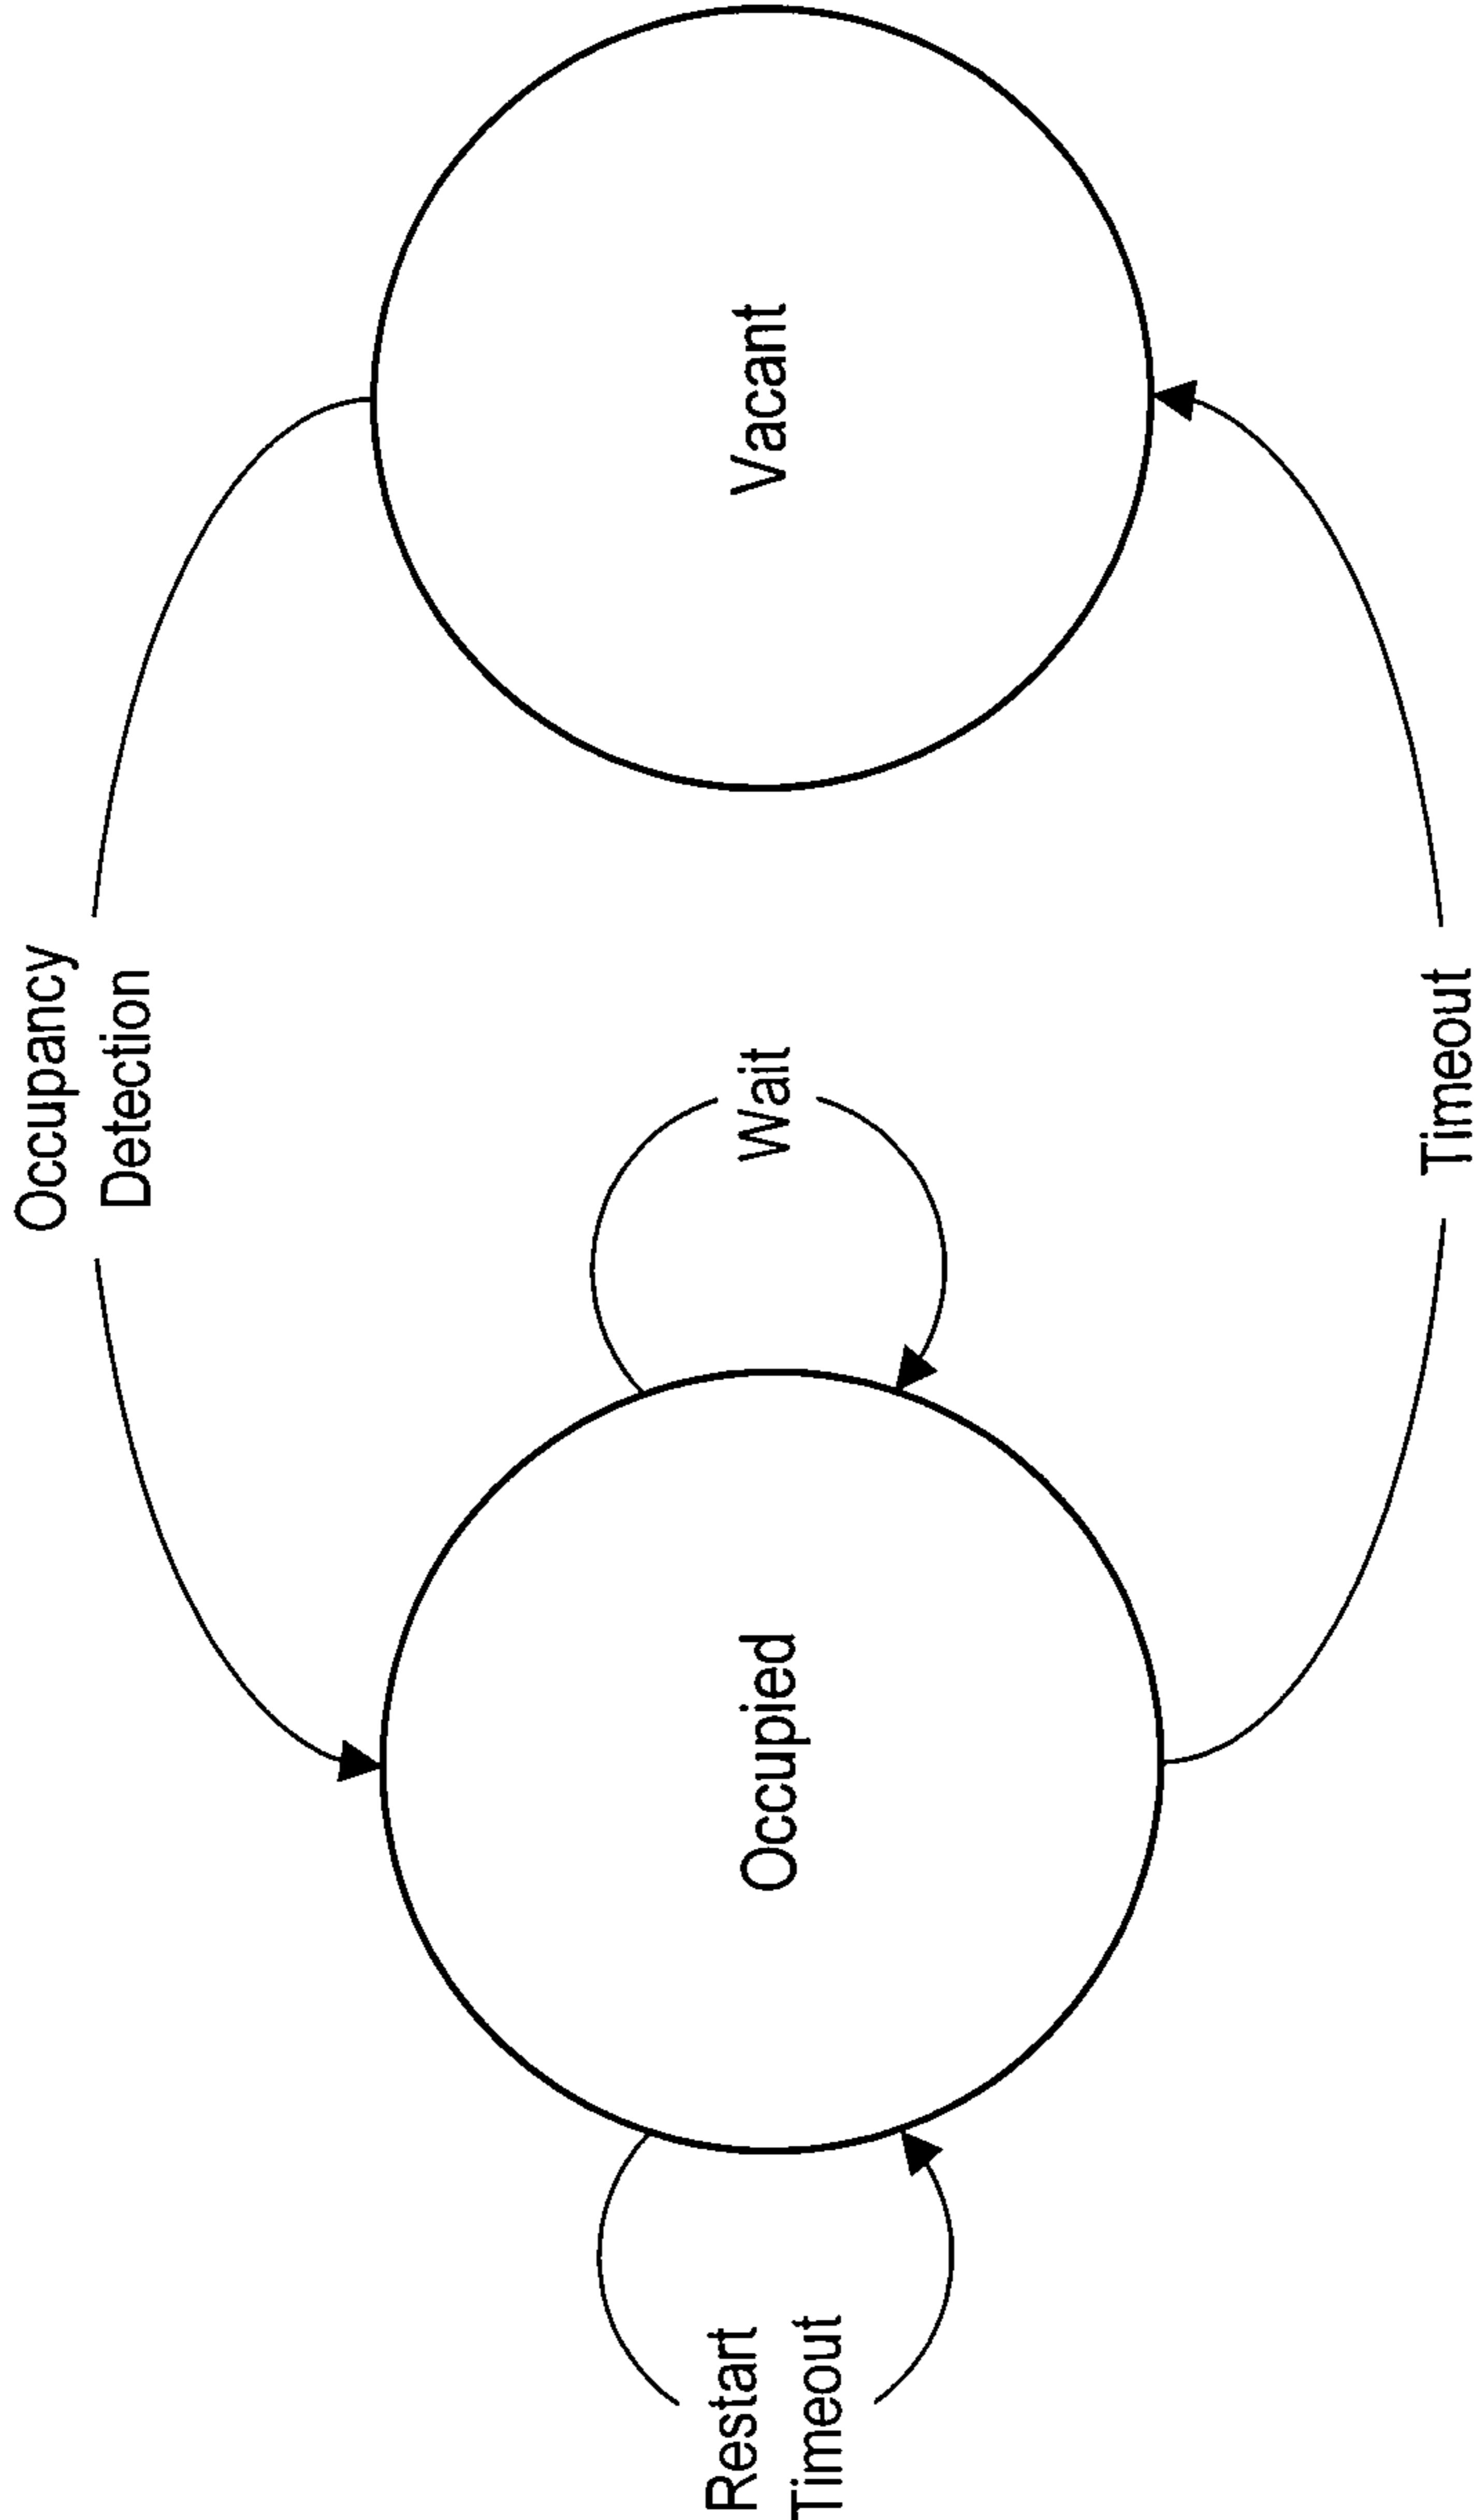 Occupancy
Detection
Restart
Timeout
Occupied
Wait
Vacant
Timeout